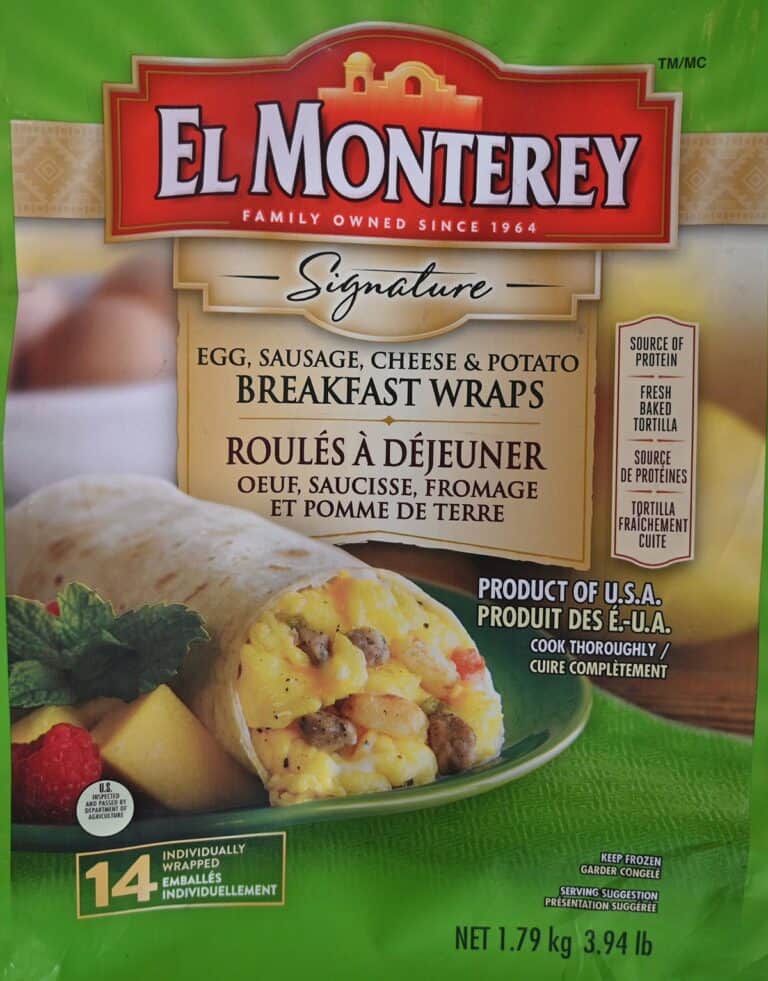 TM/MC
EL MONTEREY
FAMILY OWNED SINCE 1964
Signature
EGG, SAUSAGE, CHEESE & POTATO
BREAKFAST WRAPS
ROULÉS À DÉJEUNER
OEUF, SAUCISSE, FROMAGE
ET POMME DE TERRE
SOURCE OF
PROTEIN
FRESH
BAKED
TORTILLA
SOURCE
DE PROTÉINES
TORTILLA
FRAÎCHEMENT
CUITE
PRODUCT OF U.S.A.
PRODUIT DES É.-U.A.
COOK THOROUGHLY /
CUIRE COMPLÈTEMENT
U.S.
INSPECTED
AND PASSED BY
DEPARTMENT OF
AGRICULTURE
14
INDIVIDUALLY
WRAPPED
EMBALLÉS
INDIVIDUELLEMENT
KEEP FROZEN
GARDER CONGELÉ
SERVING SUGGESTION
PRÉSENTATION SUGGÉRÉE
NET 1.79 kg 3.94 lb